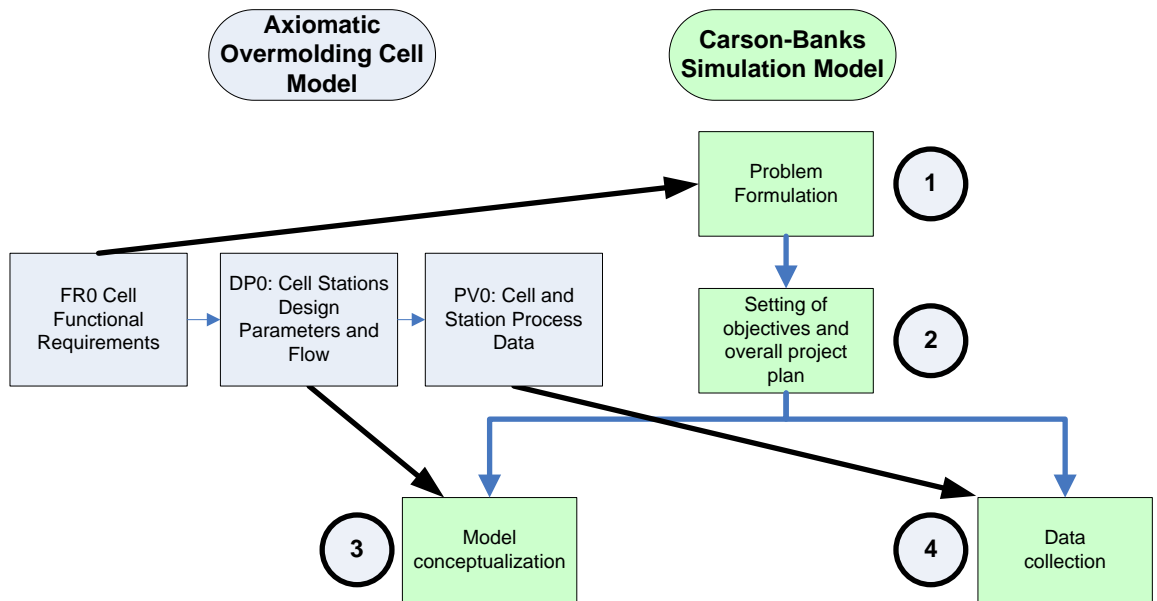 Axiomatic
Overmolding Cell
Model
Carson-Banks
Simulation Model
Problem
Formulation
1
FR0 Cell
Functional
Requirements
DP0: Cell Stations
Design
Parameters and
Flow
PV0: Cell and
Station Process
Data
Setting of
objectives and
overall project
plan
2
3
Model
conceptualization
4
Data
collection